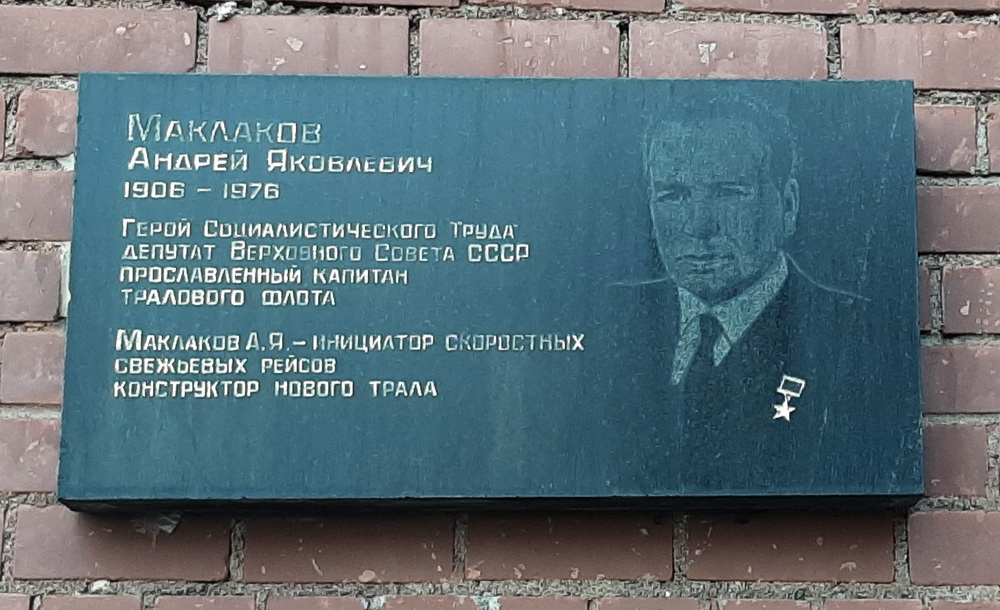 Маклаков
Андрей Яковлевич
1906 – 1976
Герой Социалистического Труда
депутат Верховного Совета СССР
прославленный капитан
тралового флота
Маклаков А.Я. – инициатор скоростных
свежьевых рейсов
конструктор нового трала